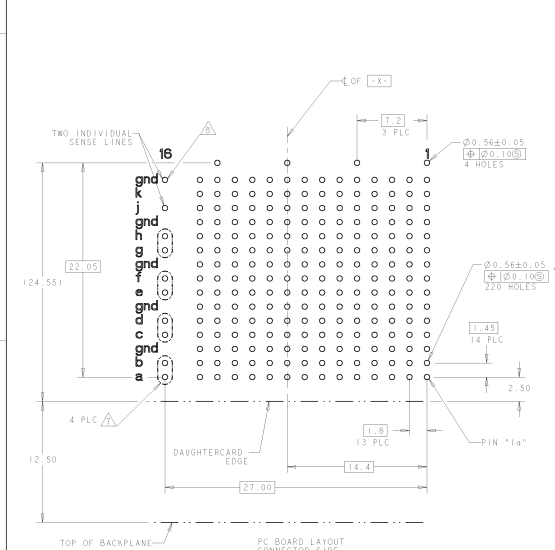 ℄ OF -X-
7.2
3 PLC
TWO INDIVIDUAL
SENSE LINES
8
16
1
Ø0.56±0.05
⌖ Ø0.10Ⓢ
4 HOLES
gnd
k
j
gnd
h
g
gnd
f
e
gnd
d
c
gnd
b
a
22.05
(24.55)
Ø0.56±0.05
⌖ Ø0.10Ⓢ
220 HOLES
1.45
14 PLC
2.50
4 PLC 7
1.8
13 PLC
PIN "1a"
DAUGHTERCARD
EDGE
12.50
14.4
27.00
TOP OF BACKPLANE
PC BOARD LAYOUT
CONNECTOR SIDE